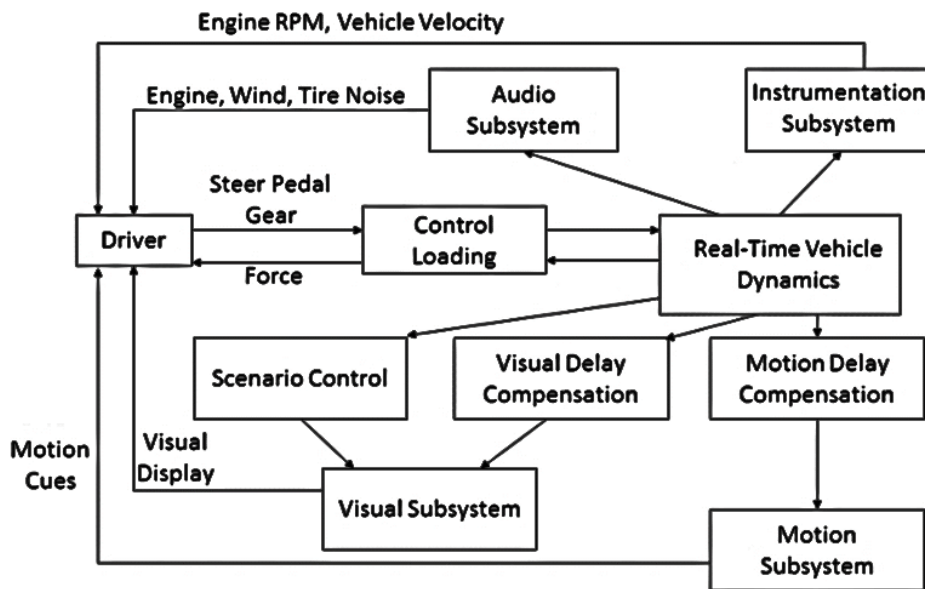 Engine RPM, Vehicle Velocity
Engine, Wind, Tire Noise
Audio
Subsystem
Instrumentation
Subsystem
Steer Pedal
Gear
Driver
Control
Loading
Real-Time Vehicle
Dynamics
Force
Scenario Control
Visual Delay
Compensation
Motion Delay
Compensation
Motion
Cues
Visual
Display
Visual Subsystem
Motion
Subsystem